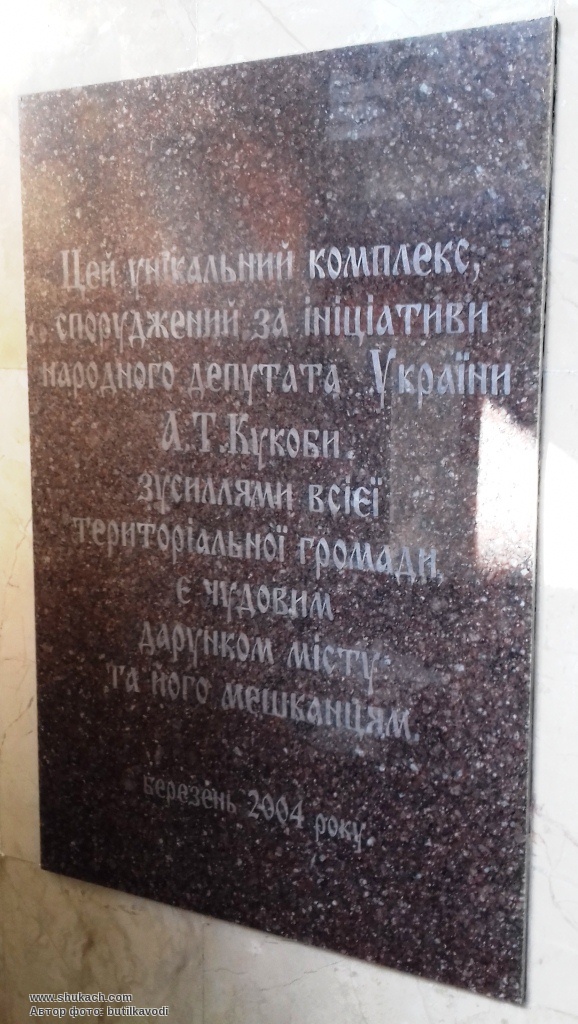 Цей унікальний комплекс,
споруджений за ініціативи
народного депутата України
А.Т.Кукоби,
зусиллями всієї
територіальної громади,
є чудовим
дарунком місту
та його мешканцям.
березень 2004 року
www.shukach.com
Автор фото: butilkavodi